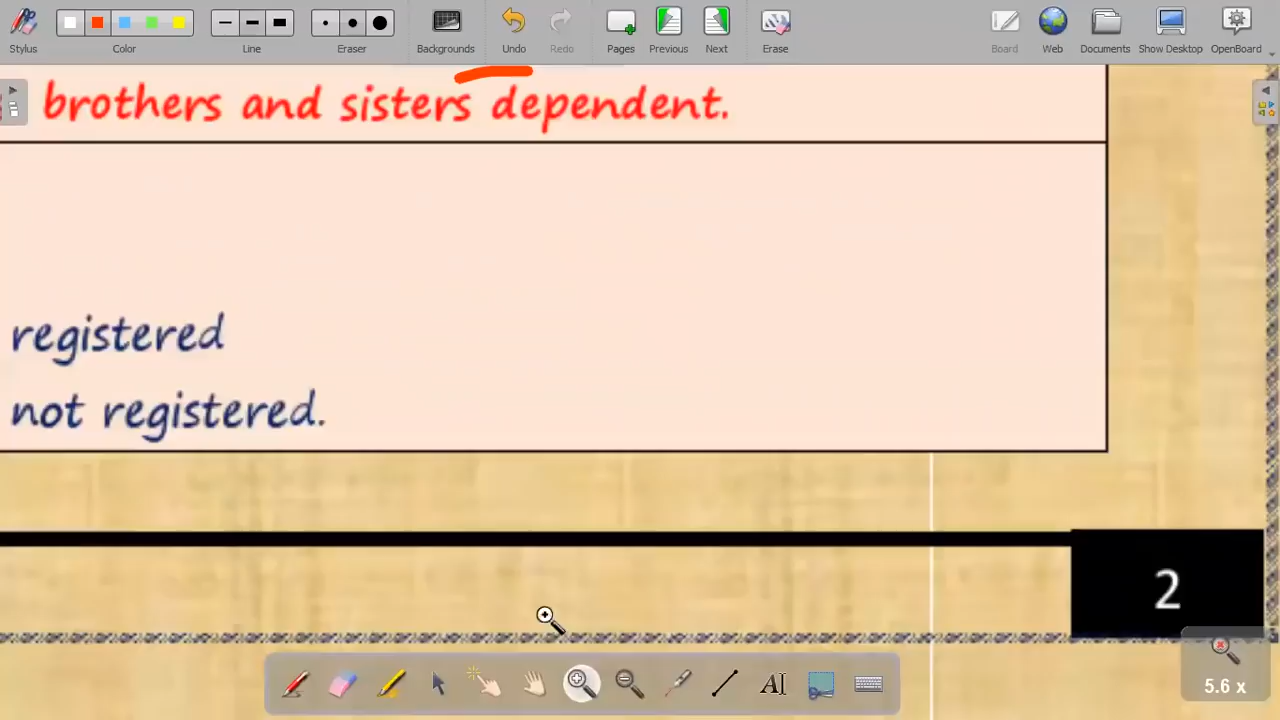 Stylus
Color
Line
Eraser
Backgrounds
Undo
Redo
Pages
Previous
Next
Erase
Board
Web
Documents
Show Desktop
OpenBoard
brothers and sisters dependent.
registered
not registered.
2
AI
5.6 x